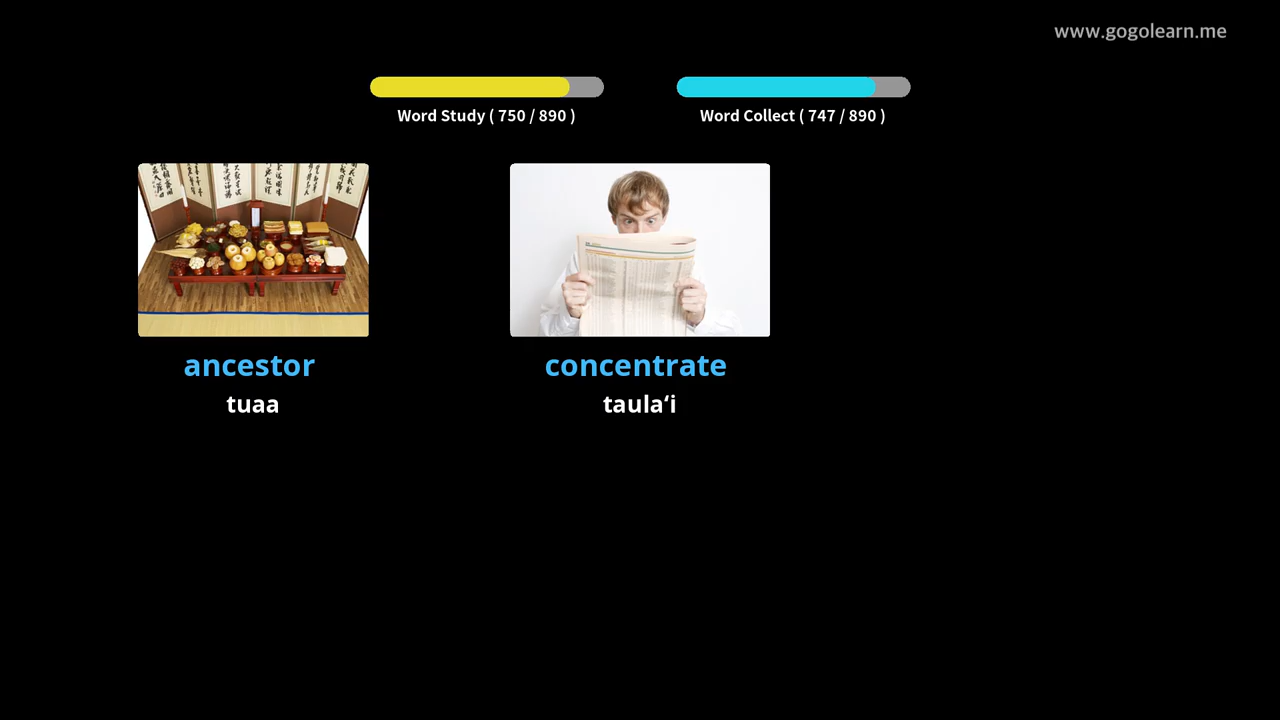 www.gogolearn.me
Word Study ( 750 / 890 )
Word Collect ( 747 / 890 )
ancestor
tuaa
concentrate
taulaʻi